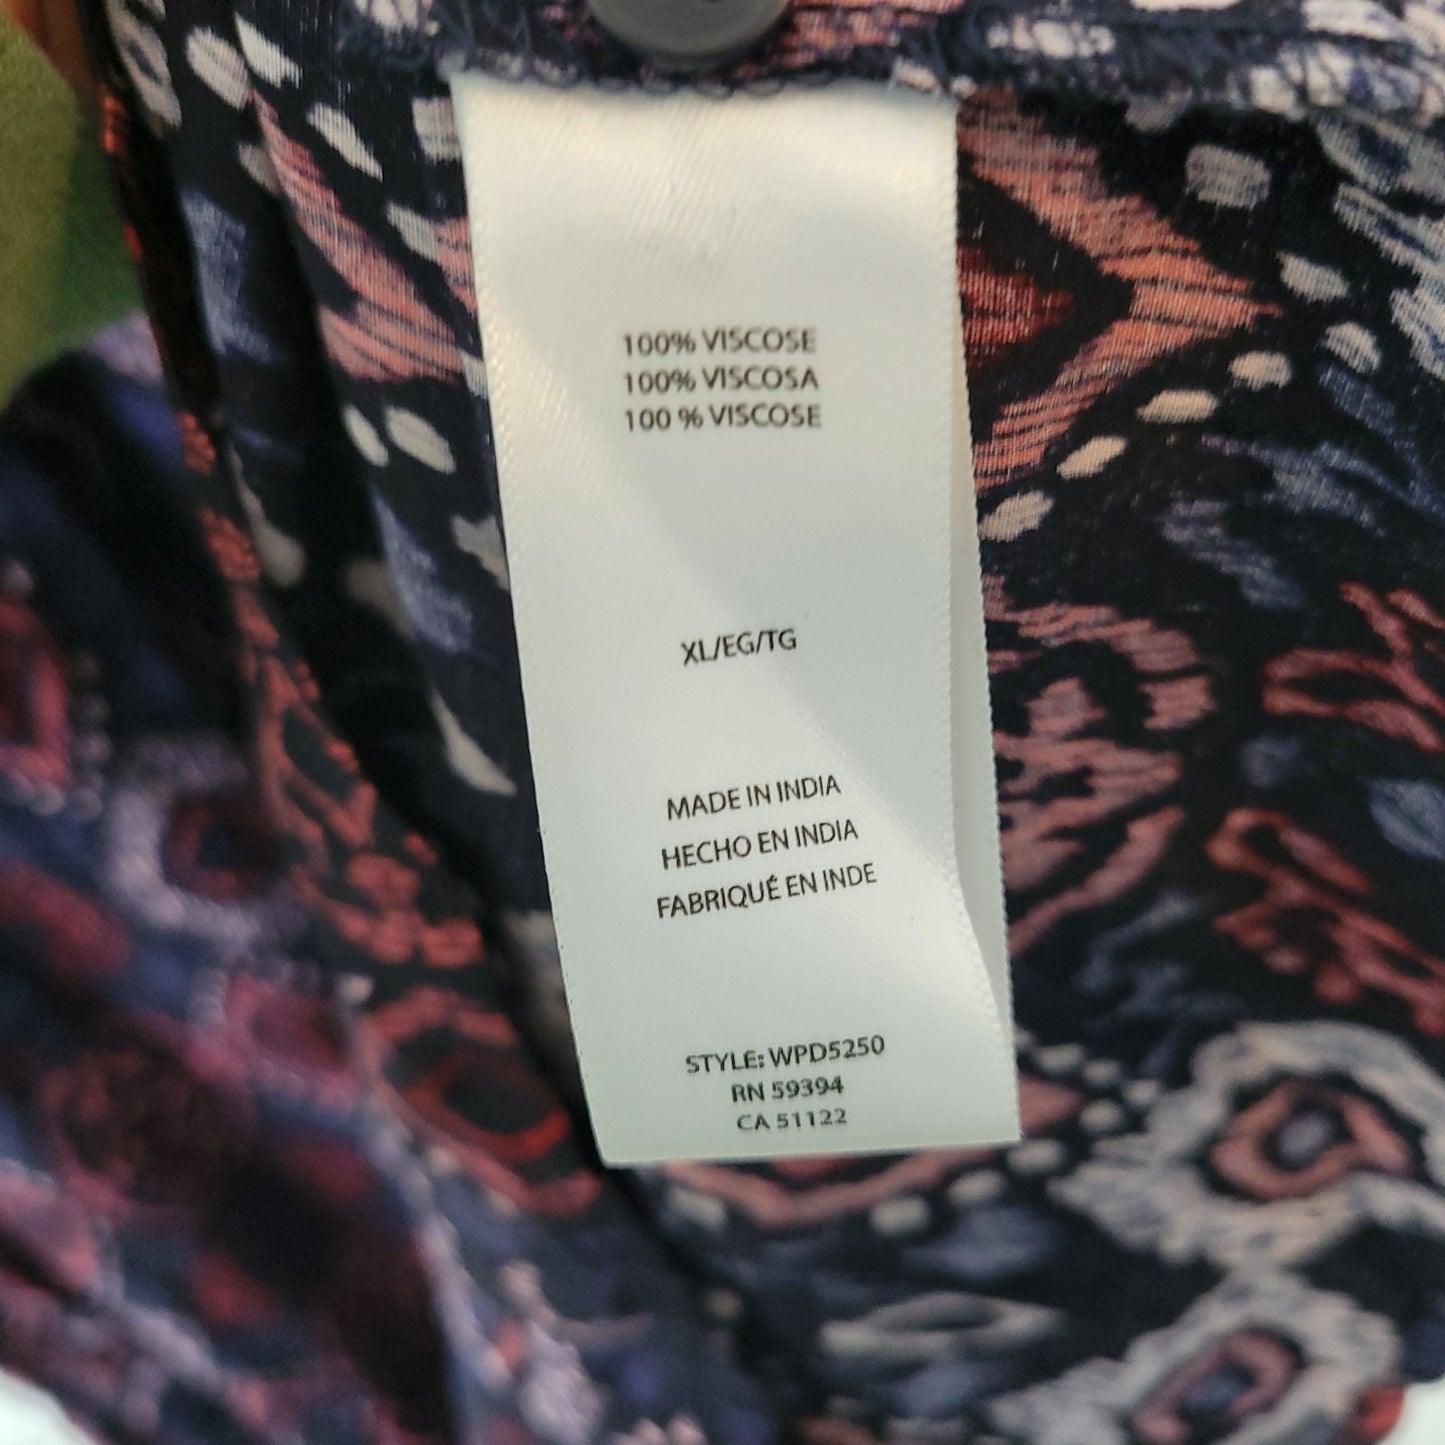 100% VISCOSE
100% VISCOSA
100 % VISCOSE
XL/EG/TG
MADE IN INDIA
HECHO EN INDIA
FABRIQUÉ EN INDE
STYLE: WPD5250
RN 59394
CA 51122